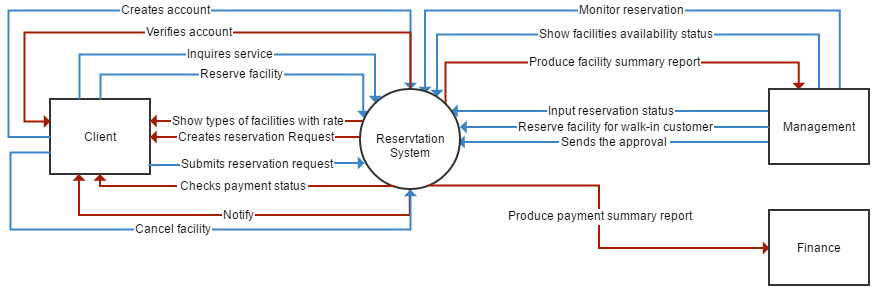 Creates account
Monitor reservation
Verifies account
Show facilities availability status
Inquires service
Produce facility summary report
Reserve facility
Show types of facilities with rate
Input reservation status
Client
Creates reservation Request
Reservtation
System
Reserve facility for walk-in customer
Management
Sends the approval
Submits reservation request
Checks payment status
Notify
Produce payment summary report
Cancel facility
Finance